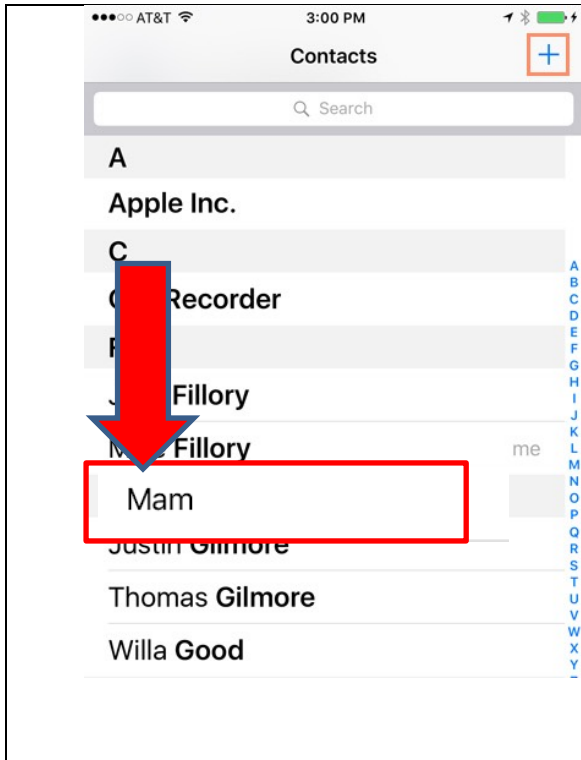 AT&T 3:00 PM
Contacts +
Search
A
Apple Inc.
C
Recorder
Fillory
Fillory me
Mam
Justin Gilmore
Thomas Gilmore
Willa Good
A
B
C
D
E
F
G
H
I
J
K
L
M
N
O
P
Q
R
S
T
U
V
W
X
Y